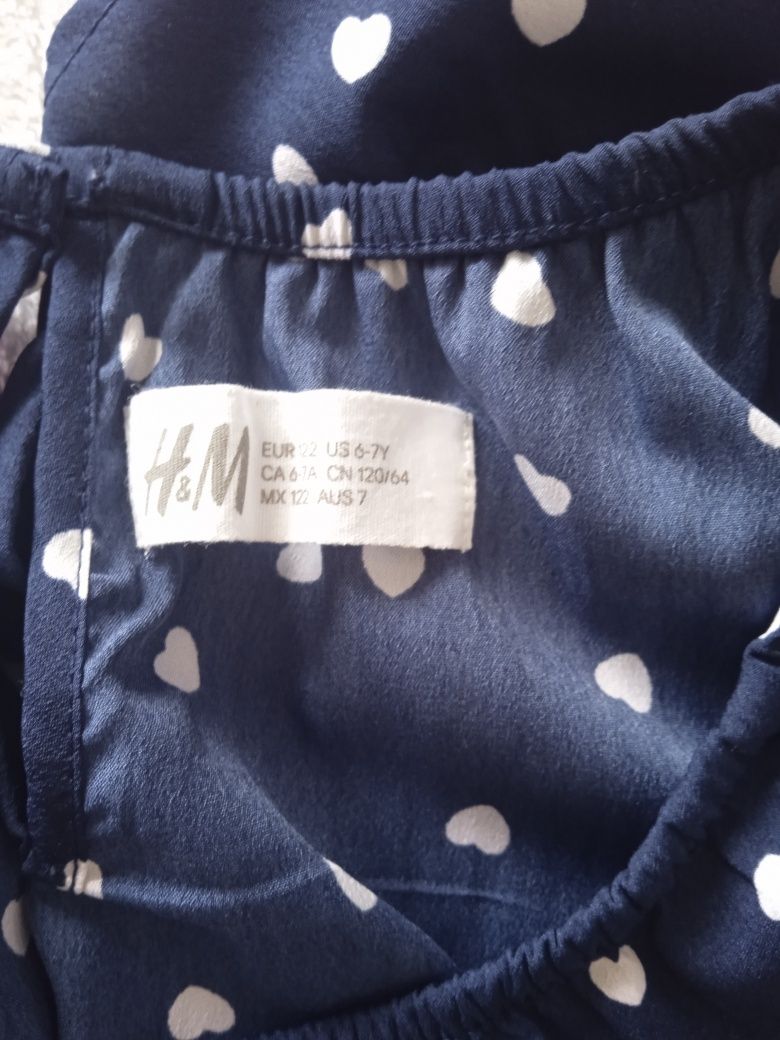 H&M
EUR 122 US 6-7Y
CA 6-7A CN 120/64
MX 122 AUS 7